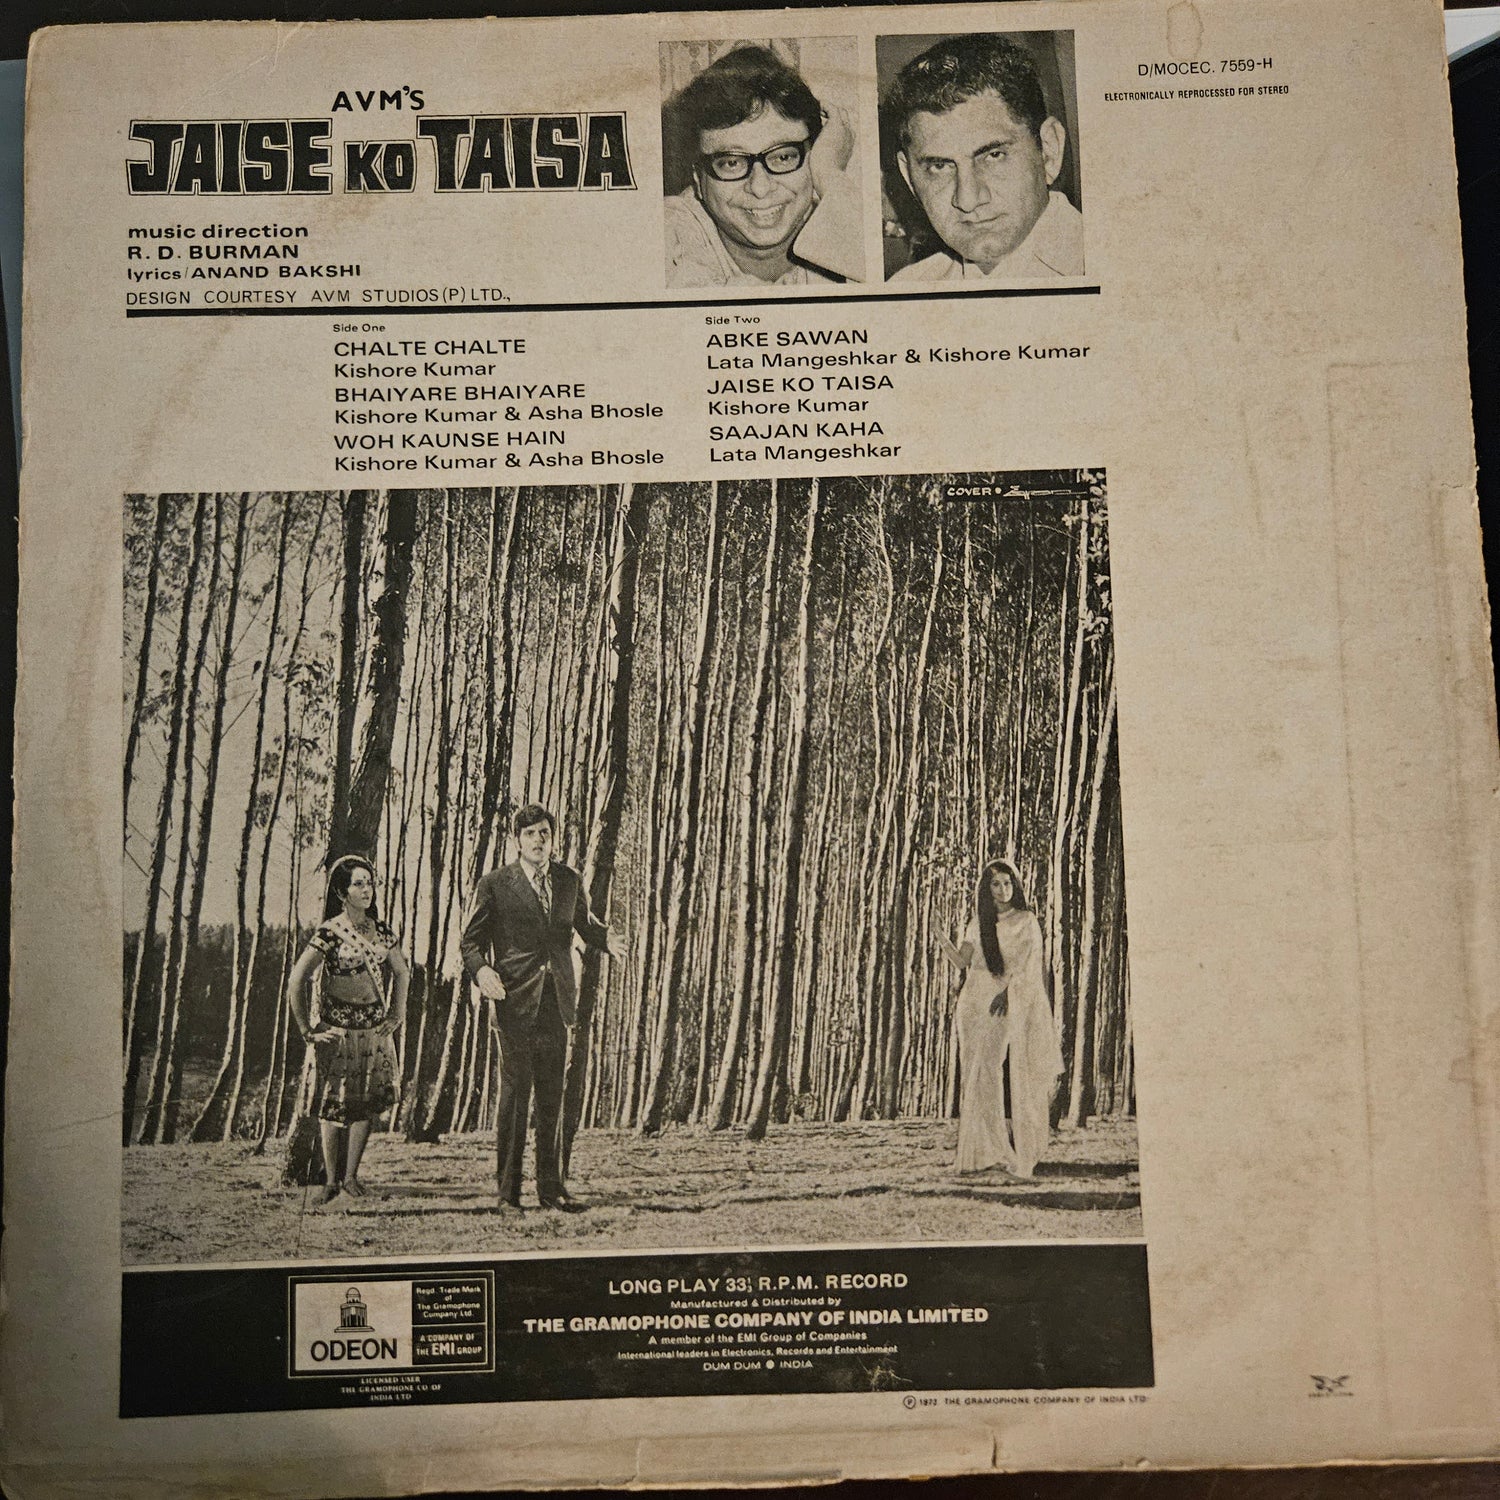 AVM'S
JAISE KO TAISA
music direction
R. D. BURMAN
lyrics/ANAND BAKSHI
DESIGN COURTESY AVM STUDIOS(P) LTD.,
D/MOCEC. 7559-H
ELECTRONICALLY REPROCESSED FOR STEREO
Side One
CHALTE CHALTE
Kishore Kumar
BHAIYARE BHAIYARE
Kishore Kumar & Asha Bhosle
WOH KAUNSE HAIN
Kishore Kumar & Asha Bhosle
Side Two
ABKE SAWAN
Lata Mangeshkar & Kishore Kumar
JAISE KO TAISA
Kishore Kumar
SAAJAN KAHA
Lata Mangeshkar
COVER
ODEON
Regd. Trade Mark
of
The Gramophone
Company Ltd.
A COMPANY OF
THE EMI GROUP
LICENSED USER
THE GRAMOPHONE CO OF
INDIA LTD
LONG PLAY 33⅓ R.P.M. RECORD
Manufactured & Distributed by
THE GRAMOPHONE COMPANY OF INDIA LIMITED
A member of the EMI Group of Companies
International leaders in Electronics, Records and Entertainment
DUM DUM ● INDIA
Ⓟ THE GRAMOPHONE COMPANY OF INDIA LTD